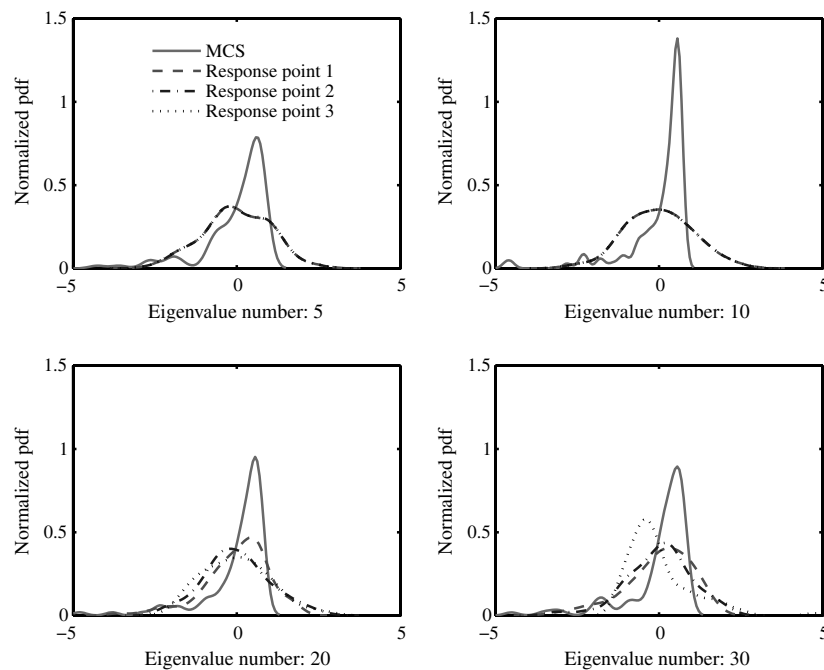 1.5
1
0.5
0
Normalized pdf
MCS
Response point 1
Response point 2
Response point 3
−5
0
5
Eigenvalue number: 5
1.5
1
0.5
0
Normalized pdf
−5
0
5
Eigenvalue number: 10
1.5
1
0.5
0
Normalized pdf
−5
0
5
Eigenvalue number: 20
1.5
1
0.5
0
Normalized pdf
−5
0
5
Eigenvalue number: 30